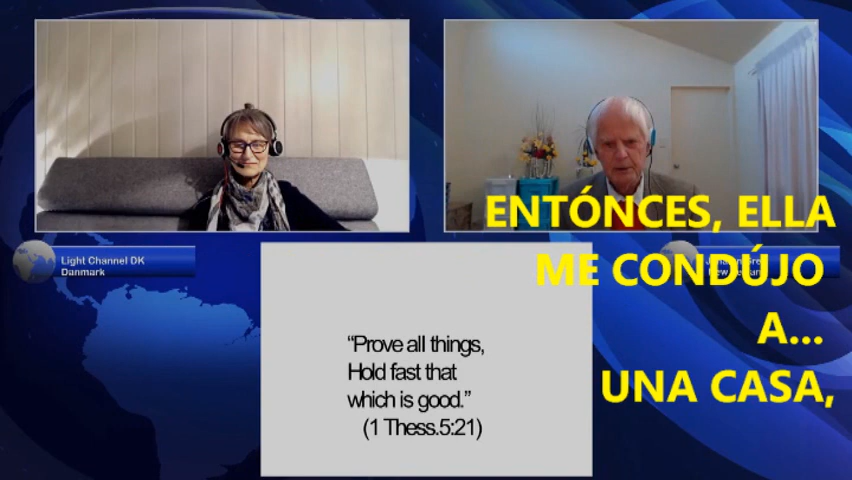 ENTÓNCES, ELLA
ME CONDÚJO
A...
UNA CASA,
Light Channel DK
Danmark
“Prove all things,
Hold fast that
which is good.”
(1 Thess.5:21)